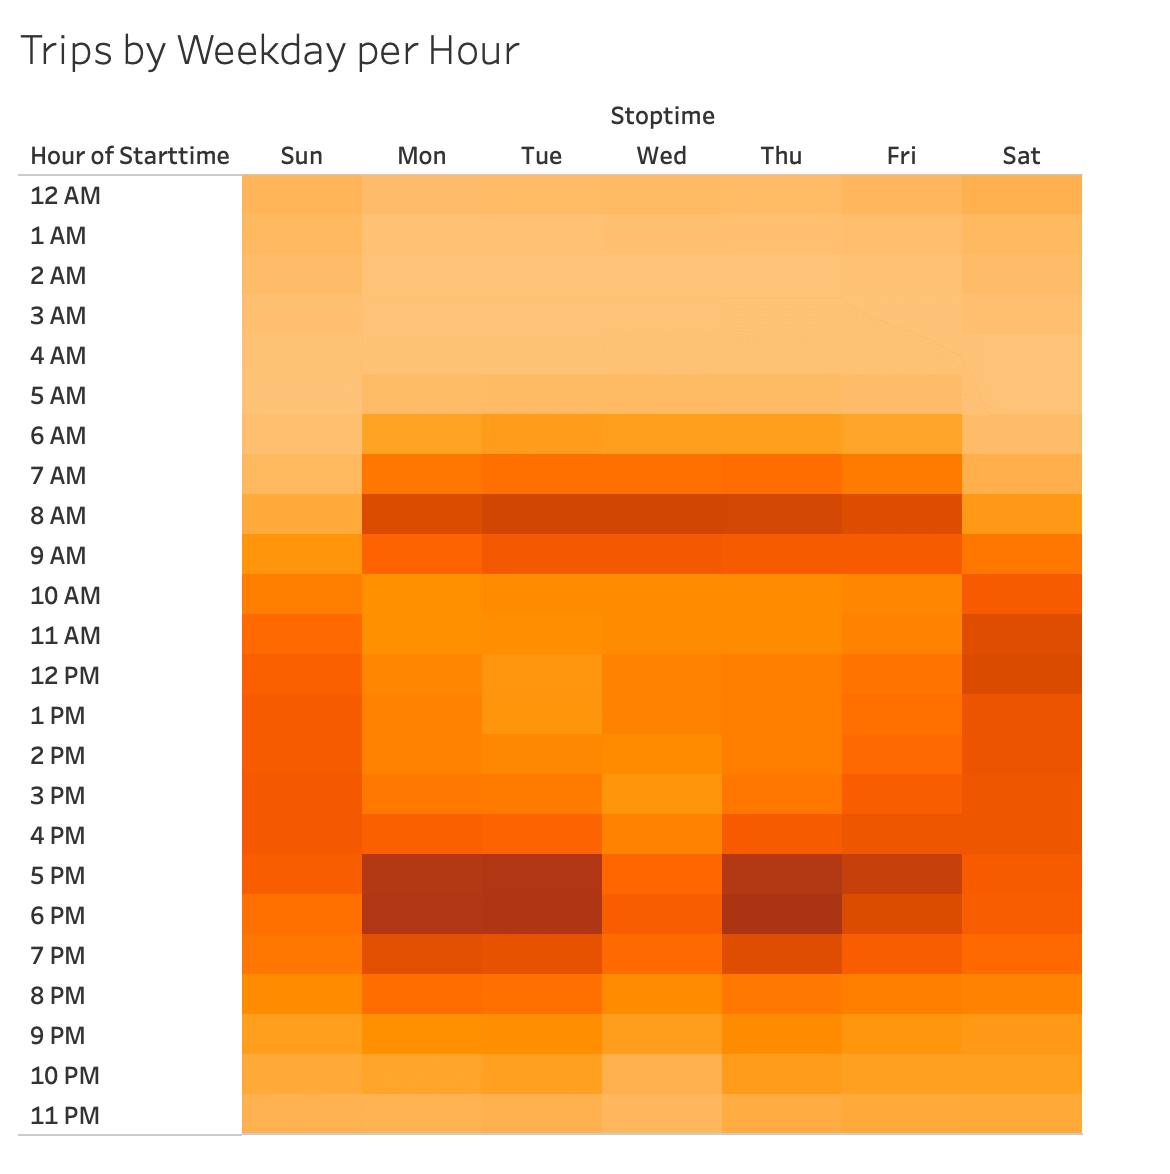 Trips by Weekday per Hour
Stoptime
Hour of Starttime Sun Mon Tue Wed Thu Fri Sat
12 AM
1 AM
2 AM
3 AM
4 AM
5 AM
6 AM
7 AM
8 AM
9 AM
10 AM
11 AM
12 PM
1 PM
2 PM
3 PM
4 PM
5 PM
6 PM
7 PM
8 PM
9 PM
10 PM
11 PM